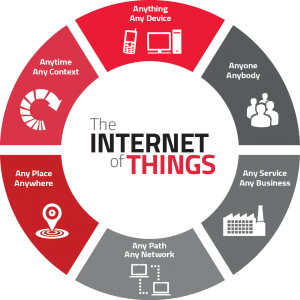 Anything
Any Device
Anyone
Anybody
Any Service
Any Business
Any Path
Any Network
Any Place
Anywhere
Anytime
Any Context
The
INTERNET
of THINGS